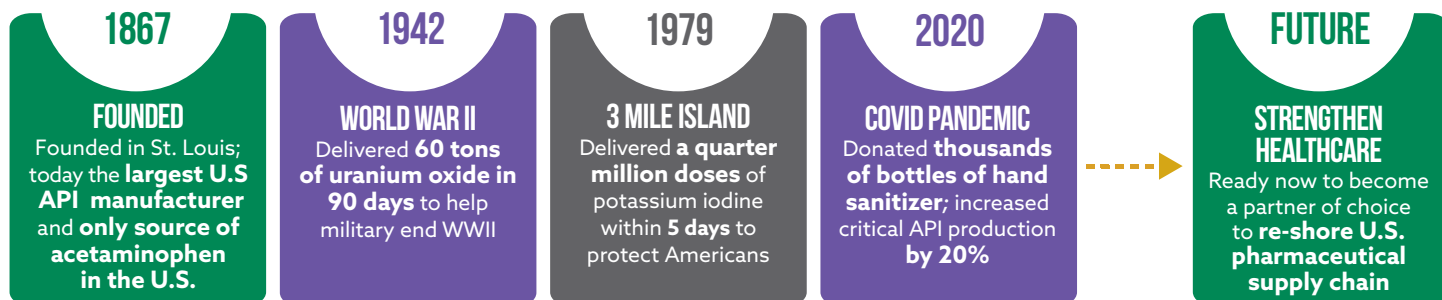 1867
FOUNDED
Founded in St. Louis;
today the largest U.S
API manufacturer
and only source of
acetaminophen
in the U.S.
1942
WORLD WAR II
Delivered 60 tons
of uranium oxide in
90 days to help
military end WWII
1979
3 MILE ISLAND
Delivered a quarter
million doses of
potassium iodine
within 5 days to
protect Americans
2020
COVID PANDEMIC
Donated thousands
of bottles of hand
sanitizer; increased
critical API production
by 20%
FUTURE
STRENGTHEN
HEALTHCARE
Ready now to become
a partner of choice
to re-shore U.S.
pharmaceutical
supply chain